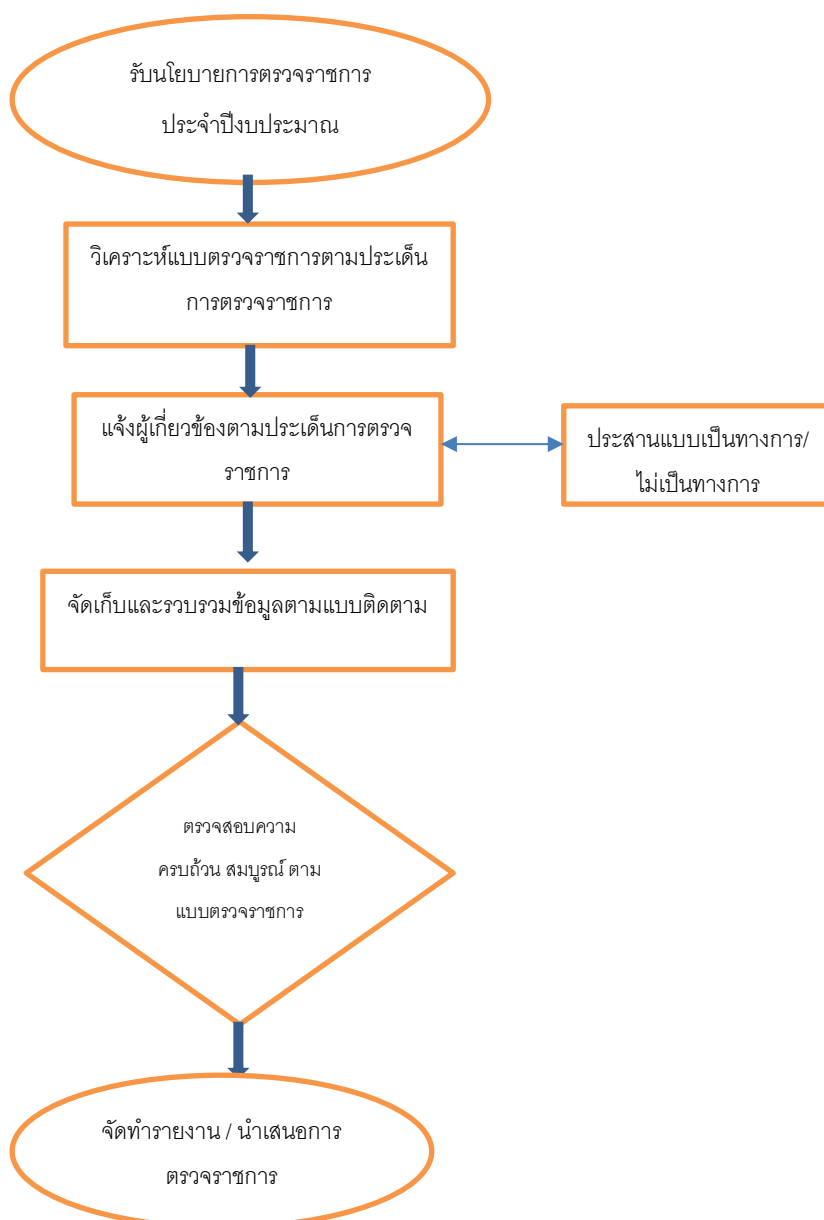 รับนโยบายการตรวจราชการ
ประจำปีงบประมาณ
วิเคราะห์แบบตรวจราชการตามประเด็น
การตรวจราชการ
แจ้งผู้เกี่ยวข้องตามประเด็นการตรวจ
ราชการ
ประสานแบบเป็นทางการ/
ไม่เป็นทางการ
จัดเก็บและรวบรวมข้อมูลตามแบบติดตาม
ตรวจสอบความ
ครบถ้วน สมบูรณ์ ตาม
แบบตรวจราชการ
จัดทำรายงาน / นำเสนอการ
ตรวจราชการ